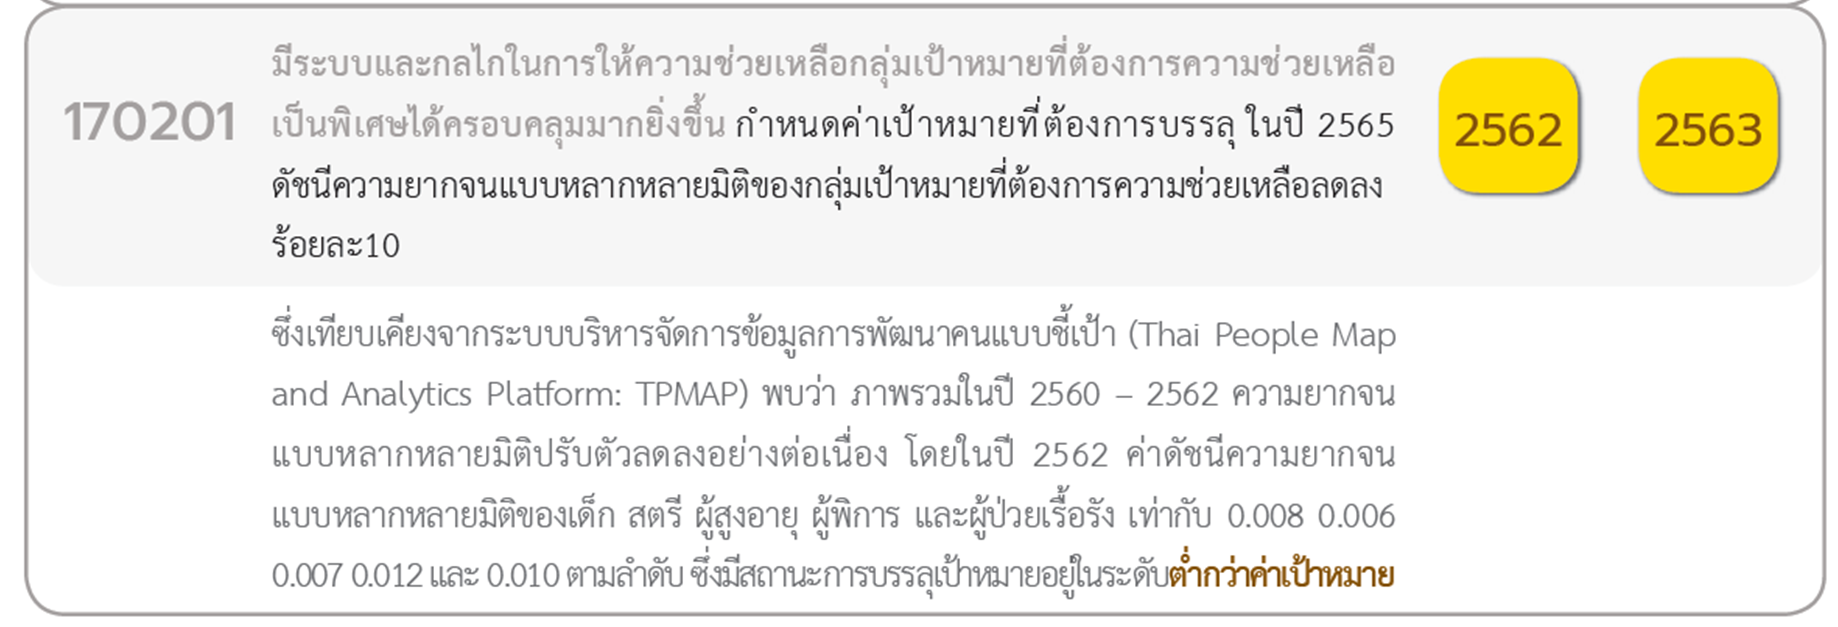 มีระบบและกลไกในการให้ความช่วยเหลือกลุ่มเป้าหมายที่ต้องการความช่วยเหลือ
170201 เป็นพิเศษได้ครอบคลุมมากยิ่งขึ้น กำหนดค่าเป้าหมายที่ต้องการบรรลุ ในปี 2565 2562 2563
ดัชนีความยากจนแบบหลากหลายมิติของกลุ่มเป้าหมายที่ต้องการความช่วยเหลือลดลง
ร้อยละ10
ซึ่งเทียบเคียงจากระบบบริหารจัดการข้อมูลการพัฒนาคนแบบชี้เป้า (Thai People Map
and Analytics Platform: TPMAP) พบว่า ภาพรวมในปี 2560 – 2562 ความยากจน
แบบหลากหลายมิติปรับตัวลดลงอย่างต่อเนื่อง โดยในปี 2562 ค่าดัชนีความยากจน
แบบหลากหลายมิติของเด็ก สตรี ผู้สูงอายุ ผู้พิการ และผู้ป่วยเรื้อรัง เท่ากับ 0.008 0.006
0.007 0.012 และ 0.010 ตามลำดับ ซึ่งมีสถานะการบรรลุเป้าหมายอยู่ในระดับต่ำกว่าค่าเป้าหมาย